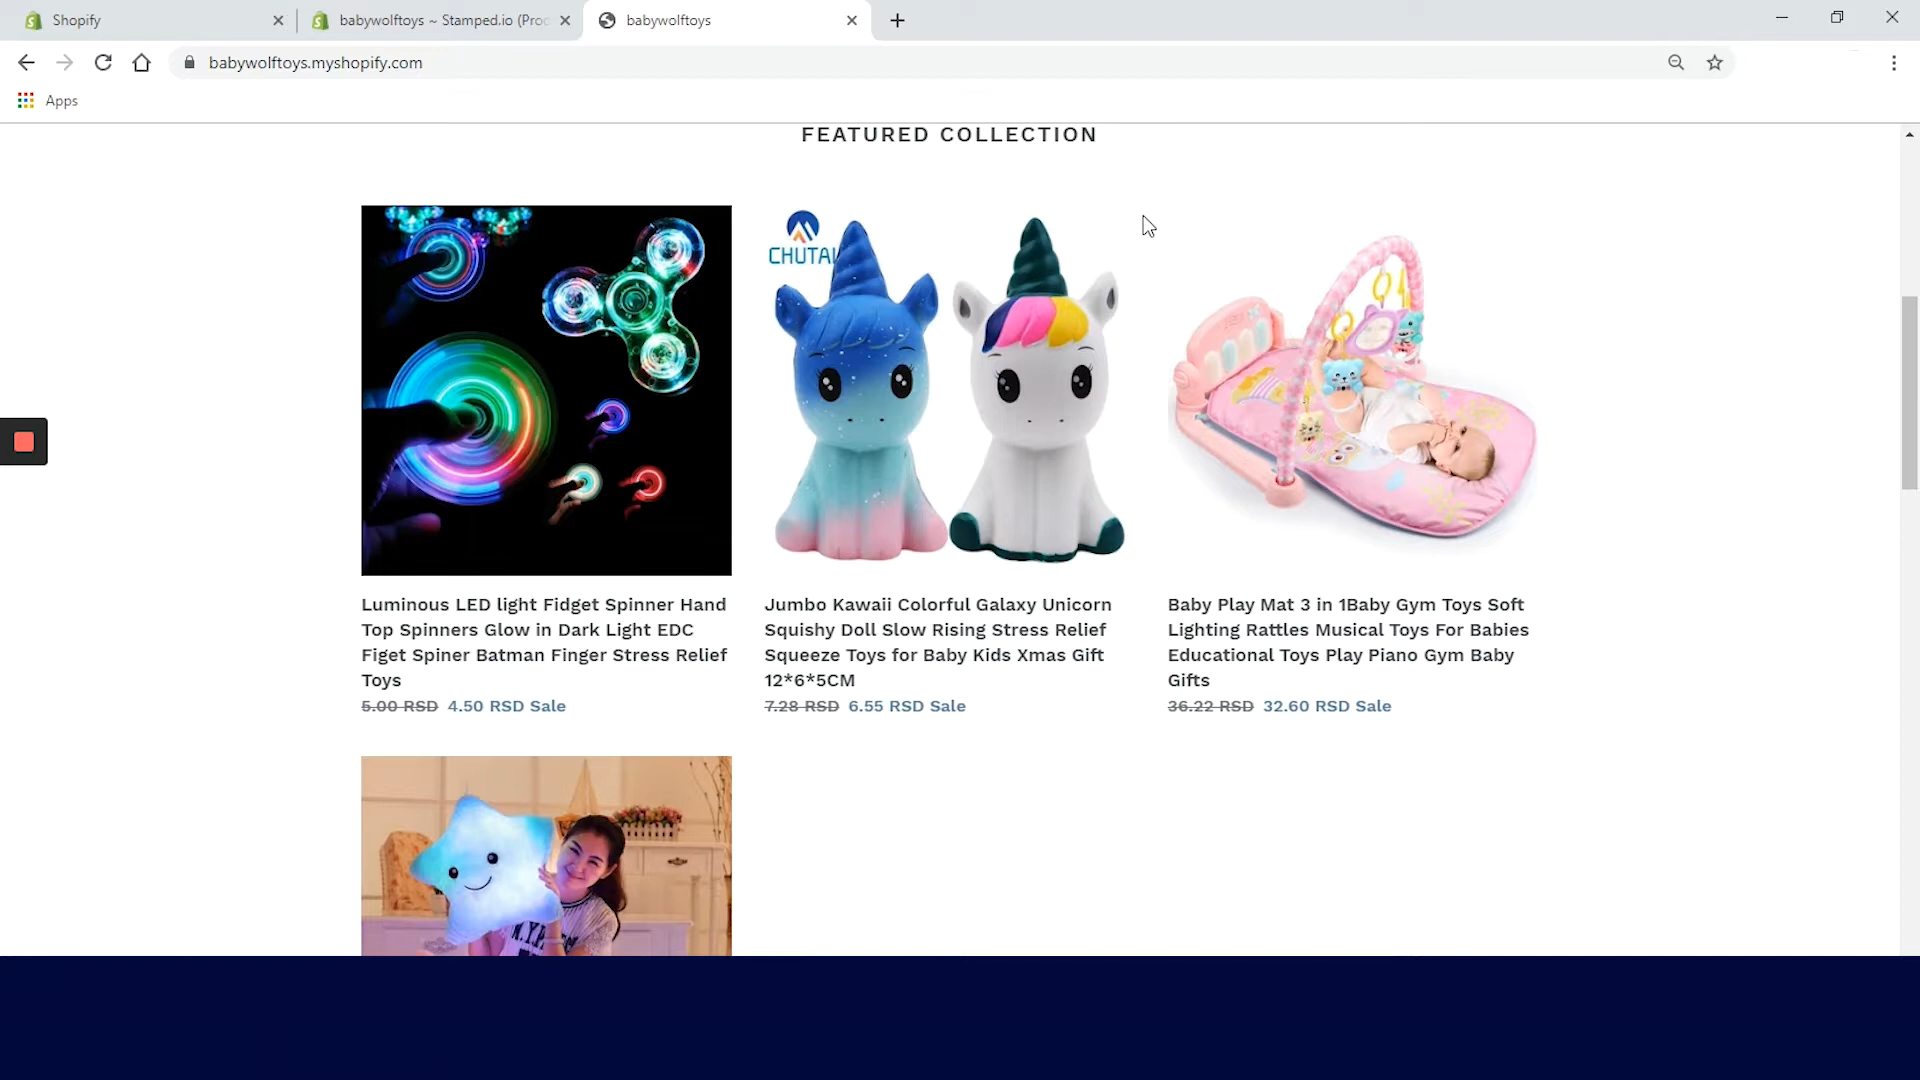 Shopify
babywolftoys ~ Stamped.io (Prod
babywolftoys
babywolftoys.myshopify.com
Apps
FEATURED COLLECTION
CHUTAI
Luminous LED light Fidget Spinner Hand
Top Spinners Glow in Dark Light EDC
Figet Spiner Batman Finger Stress Relief
Toys
5.00 RSD 4.50 RSD Sale
Jumbo Kawaii Colorful Galaxy Unicorn
Squishy Doll Slow Rising Stress Relief
Squeeze Toys for Baby Kids Xmas Gift
12*6*5CM
7.28 RSD 6.55 RSD Sale
Baby Play Mat 3 in 1Baby Gym Toys Soft
Lighting Rattles Musical Toys For Babies
Educational Toys Play Piano Gym Baby
Gifts
36.22 RSD 32.60 RSD Sale